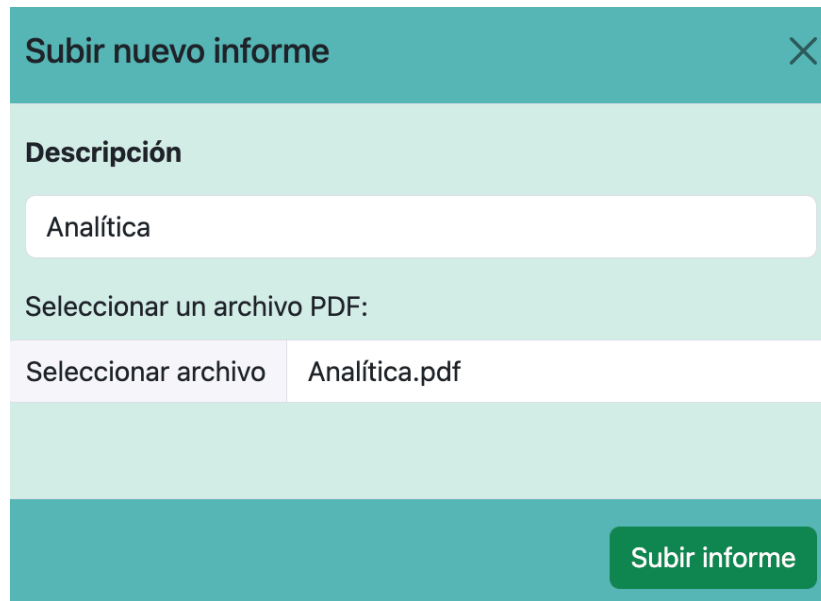 Subir nuevo informe
Descripción
Analítica
Seleccionar un archivo PDF:
Seleccionar archivo Analítica.pdf
Subir informe